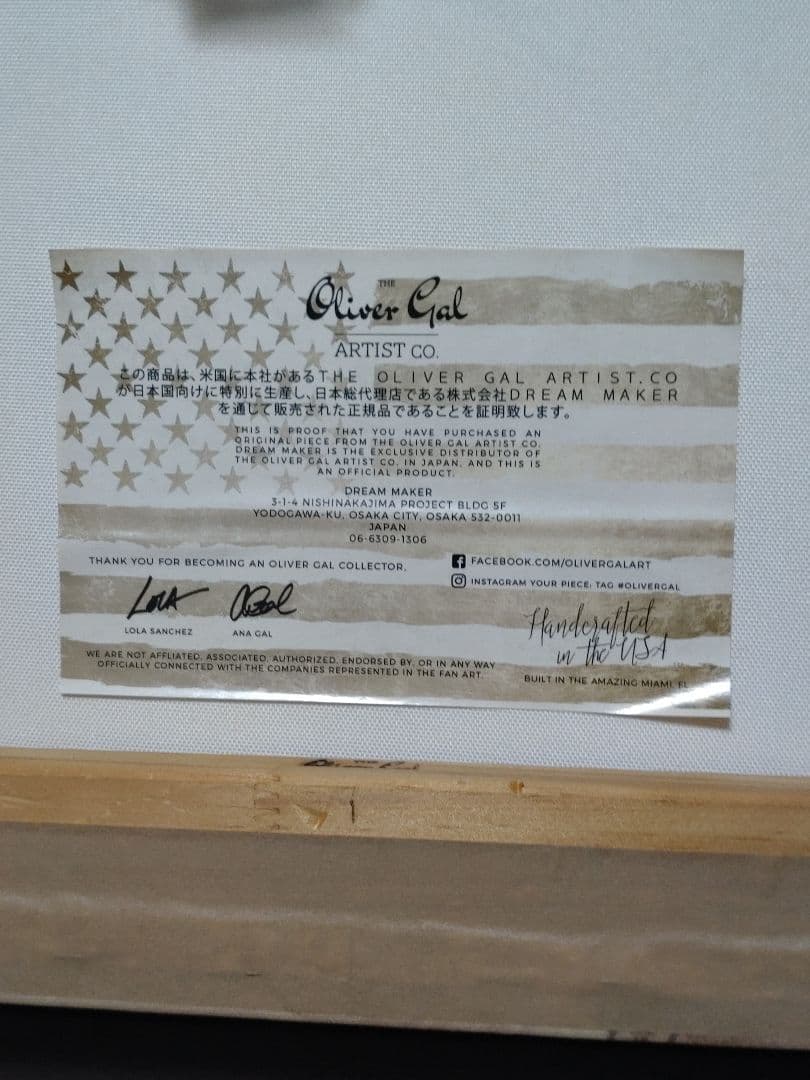 THE
Oliver Gal
ARTIST CO.
この商品は、米国に本社があるTHE OLIVER GAL ARTIST.CO
が日本国向けに特別に生産し、日本総代理店である株式会社DREAM MAKER
を通じて販売された正規品であることを証明致します。
THIS IS PROOF THAT YOU HAVE PURCHASED AN
ORIGINAL PIECE FROM THE OLIVER GAL ARTIST CO.
DREAM MAKER IS THE EXCLUSIVE DISTRIBUTOR OF
THE OLIVER GAL ARTIST CO. IN JAPAN, AND THIS IS
AN OFFICIAL PRODUCT.
DREAM MAKER
3-1-4 NISHINAKAJIMA PROJECT BLDG 5F
YODOGAWA-KU, OSAKA CITY, OSAKA 532-0011
JAPAN
06-6309-1306
THANK YOU FOR BECOMING AN OLIVER GAL COLLECTOR.
FACEBOOK.COM/OLIVERGALART
INSTAGRAM YOUR PIECE: TAG #OLIVERGAL
LOLA
LOLA SANCHEZ
ANA GAL
Handcrafted
in the USA
BUILT IN THE AMAZING MIAMI, FL
WE ARE NOT AFFLIATED, ASSOCIATED, AUTHORIZED, ENDORSED BY, OR IN ANY WAY
OFFICIALLY CONNECTED WITH THE COMPANIES REPRESENTED IN THE FAN ART.